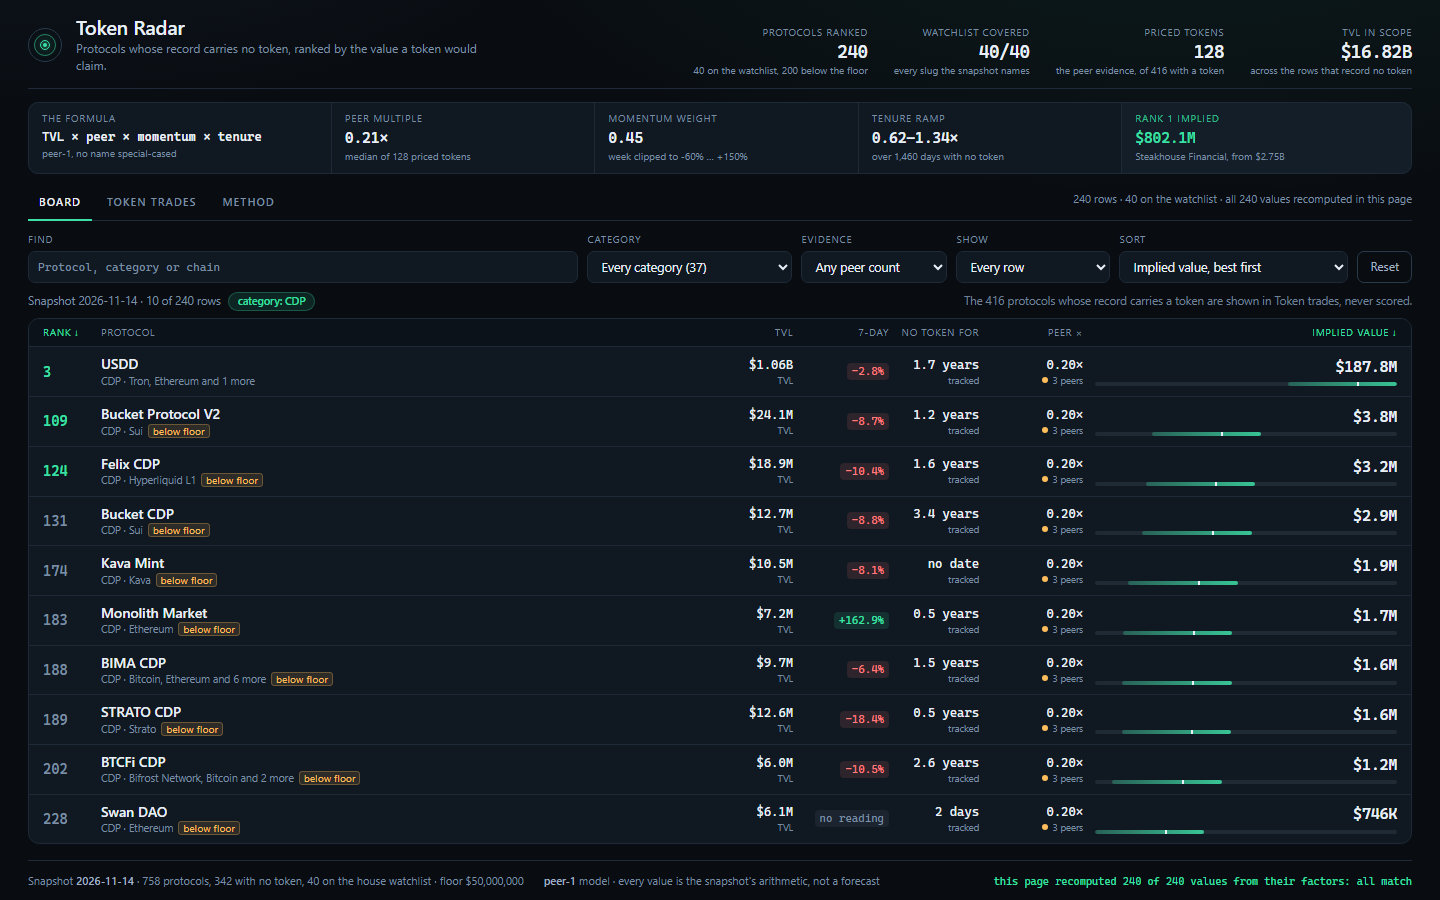 Token Radar
Protocols whose record carries no token, ranked by the value a token would
claim.
PROTOCOLS RANKED
240
40 on the watchlist, 200 below the floor
WATCHLIST COVERED
40/40
every slug the snapshot names
PRICED TOKENS
128
the peer evidence, of 416 with a token
TVL IN SCOPE
$16.82B
across the rows that record no token
THE FORMULA
TVL × peer × momentum × tenure
peer-1, no name special-cased
PEER MULTIPLE
0.21×
median of 128 priced tokens
MOMENTUM WEIGHT
0.45
week clipped to -60% … +150%
TENURE RAMP
0.62–1.34×
over 1,460 days with no token
RANK 1 IMPLIED
$802.1M
Steakhouse Financial, from $2.75B
BOARD TOKEN TRADES METHOD
240 rows · 40 on the watchlist · all 240 values recomputed in this page
FIND
Protocol, category or chain
CATEGORY
Every category (37)
EVIDENCE
Any peer count
SHOW
Every row
SORT
Implied value, best first
Reset
Snapshot 2026-11-14 · 10 of 240 rows category: CDP
The 416 protocols whose record carries a token are shown in Token trades, never scored.
RANK ↓ PROTOCOL TVL 7-DAY NO TOKEN FOR PEER × IMPLIED VALUE ↓
3 USDD $1.06B −2.8% 1.7 years 0.20× $187.8M
CDP · Tron, Ethereum and 1 more TVL tracked 3 peers
109 Bucket Protocol V2 $24.1M −8.7% 1.2 years 0.20× $3.8M
CDP · Sui below floor TVL tracked 3 peers
124 Felix CDP $18.9M −10.4% 1.6 years 0.20× $3.2M
CDP · Hyperliquid L1 below floor TVL tracked 3 peers
131 Bucket CDP $12.7M −8.8% 3.4 years 0.20× $2.9M
CDP · Sui below floor TVL tracked 3 peers
174 Kava Mint $10.5M −8.1% no date 0.20× $1.9M
CDP · Kava below floor TVL tracked 3 peers
183 Monolith Market $7.2M +162.9% 0.5 years 0.20× $1.7M
CDP · Ethereum below floor TVL tracked 3 peers
188 BIMA CDP $9.7M −6.4% 1.5 years 0.20× $1.6M
CDP · Bitcoin, Ethereum and 6 more below floor TVL tracked 3 peers
189 STRATO CDP $12.6M −18.4% 0.5 years 0.20× $1.6M
CDP · Strato below floor TVL tracked 3 peers
202 BTCFi CDP $6.0M −10.5% 2.6 years 0.20× $1.2M
CDP · Bifrost Network, Bitcoin and 2 more below floor TVL tracked 3 peers
228 Swan DAO $6.1M no reading 2 days 0.20× $746K
CDP · Ethereum below floor TVL tracked 3 peers
Snapshot 2026-11-14 · 758 protocols, 342 with no token, 40 on the house watchlist · floor $50,000,000
peer-1 model · every value is the snapshot's arithmetic, not a forecast
this page recomputed 240 of 240 values from their factors: all match